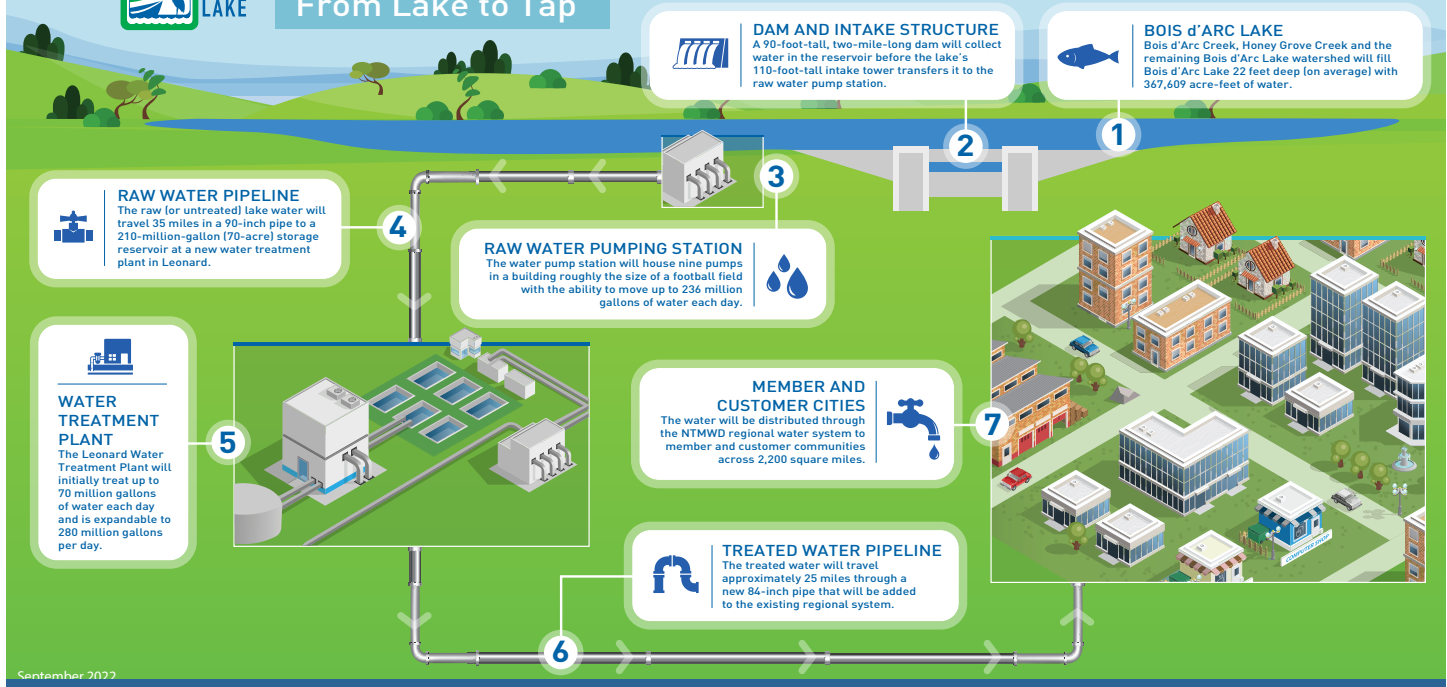 LAKE
From Lake to Tap
DAM AND INTAKE STRUCTURE
A 90-foot-tall, two-mile-long dam will collect
water in the reservoir before the lake's
110-foot-tall intake tower transfers it to the
raw water pump station.
BOIS d'ARC LAKE
Bois d'Arc Creek, Honey Grove Creek and the
remaining Bois d'Arc Lake watershed will fill
Bois d'Arc Lake 22 feet deep (on average) with
367,609 acre-feet of water.
1
2
3
RAW WATER PIPELINE
The raw (or untreated) lake water will
travel 35 miles in a 90-inch pipe to a
210-million-gallon (70-acre) storage
reservoir at a new water treatment
plant in Leonard.
4
RAW WATER PUMPING STATION
The water pump station will house nine pumps
in a building roughly the size of a football field
with the ability to move up to 236 million
gallons of water each day.
WATER
TREATMENT
PLANT
The Leonard Water
Treatment Plant will
initially treat up to
70 million gallons
of water each day
and is expandable to
280 million gallons
per day.
5
MEMBER AND
CUSTOMER CITIES
The water will be distributed through
the NTMWD regional water system to
member and customer communities
across 2,200 square miles.
7
COMPUTER SHOP
TREATED WATER PIPELINE
The treated water will travel
approximately 25 miles through a
new 84-inch pipe that will be added
to the existing regional system.
6
September 2022